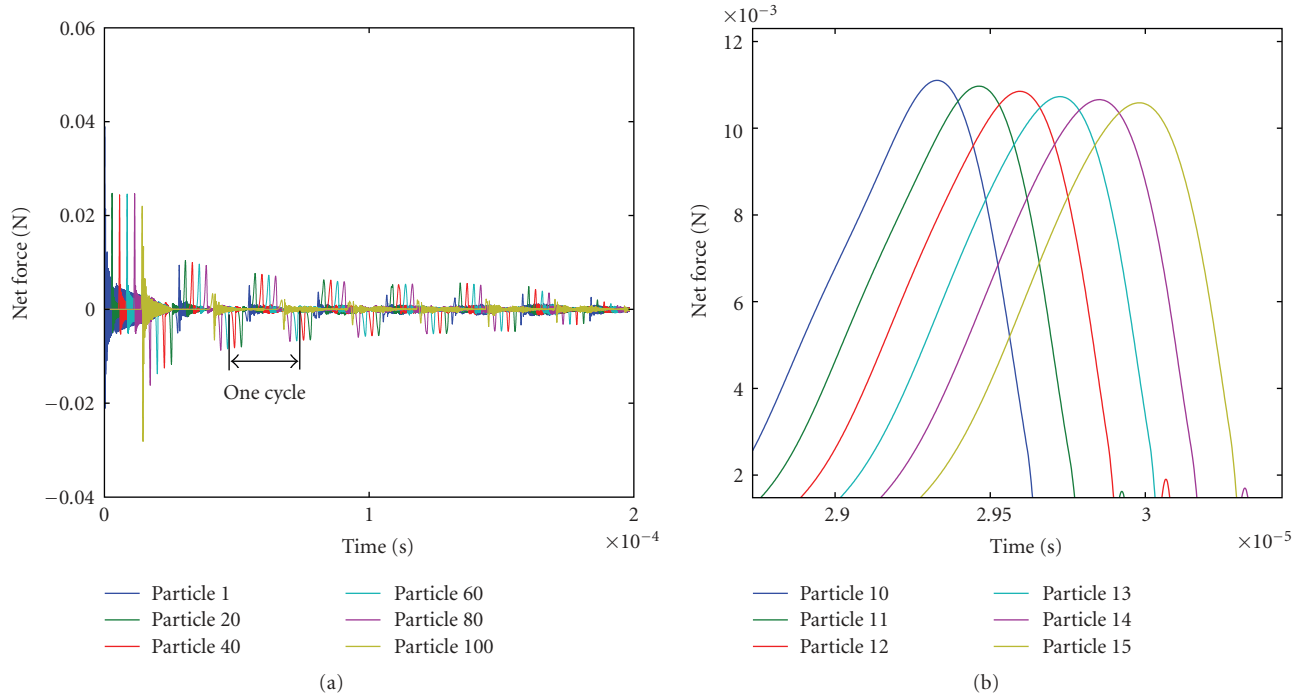 0.06
0.04
0.02
0
−0.02
−0.04
Net force (N)
One cycle
0
1
2
×10−4
Time (s)
Particle 1
Particle 20
Particle 40
Particle 60
Particle 80
Particle 100
(a)
×10−3
12
10
8
6
4
2
Net force (N)
2.9
2.95
3
×10−5
Time (s)
Particle 10
Particle 11
Particle 12
Particle 13
Particle 14
Particle 15
(b)